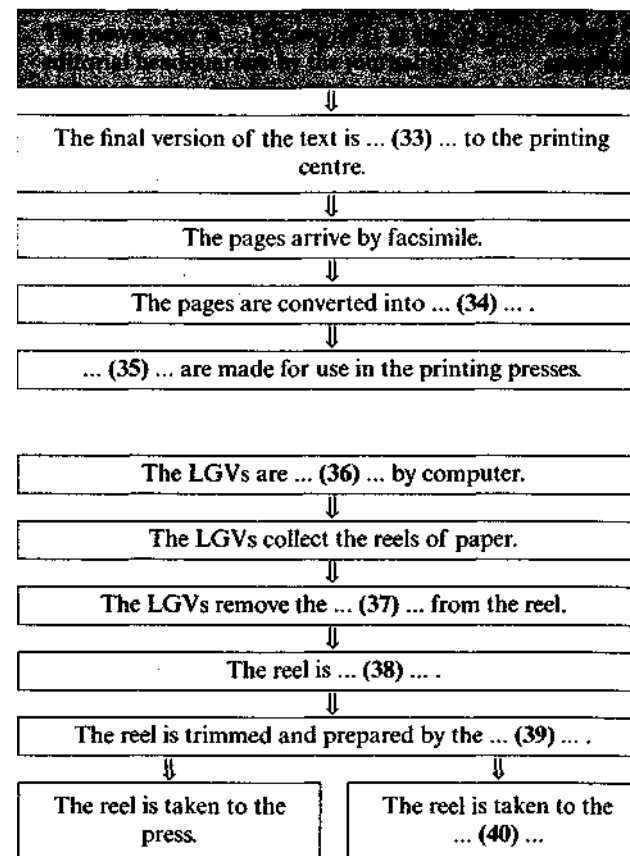 The final version of the text is ... (33) ... to the printing
centre.
⇓
The pages arrive by facsimile.
⇓
The pages are converted into ... (34) ... .
⇓
... (35) ... are made for use in the printing presses.
The LGVs are ... (36) ... by computer.
⇓
The LGVs collect the reels of paper.
⇓
The LGVs remove the ... (37) ... from the reel.
⇓
The reel is ... (38) ... .
⇓
The reel is trimmed and prepared by the ... (39) ... .
⇓ ⇓
The reel is taken to the
press.
The reel is taken to the
... (40) ...